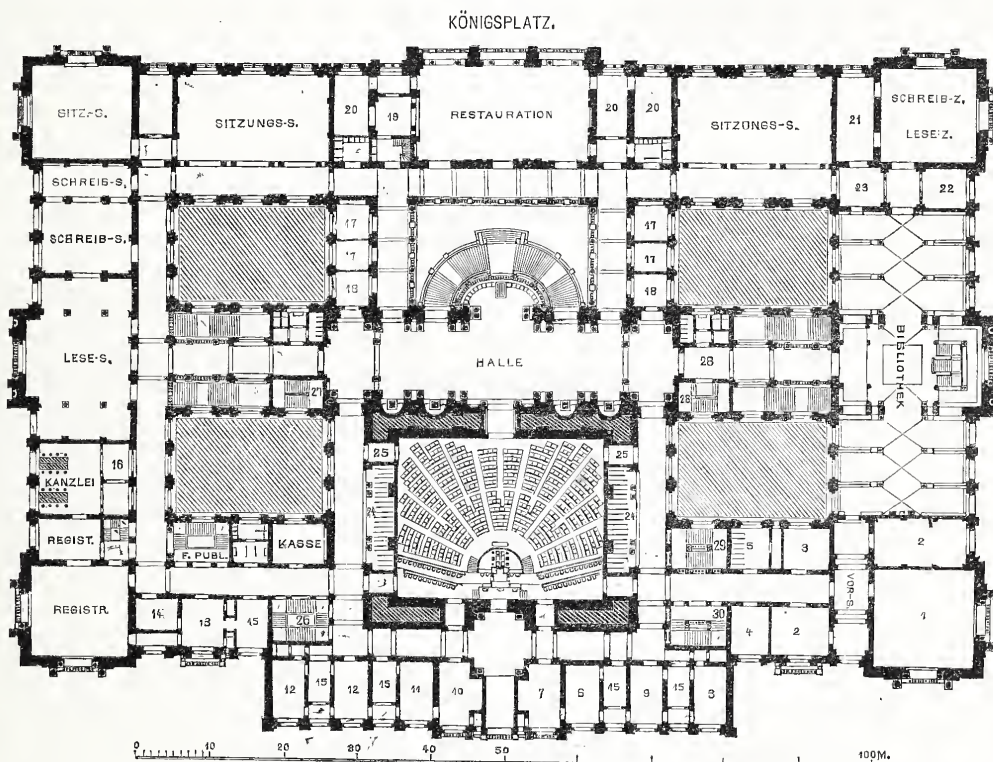 KÖNIGSPLATZ.
SITZ.-S.
SITZUNGS-S.
20
19
RESTAURATION
20
20
SITZUNGS-S.
21
SCHREIB-Z.
LESE-Z.
SCHREIB-S.
23
22
SCHREIB-S.
17
17
17
17
18
18
LESE-S.
HALLE
28
BIBLIOTHEK
27
28
16
25
25
KANZLEI
24
24
REGIST.
F. PUBL.
KASSE
29
5
3
2
VOR-S.
REGISTR.
14
13
15
26
30
4
2
1
12
15
12
15
11
10
7
6
15
9
15
8
0 10 20 30 40 50 100M.